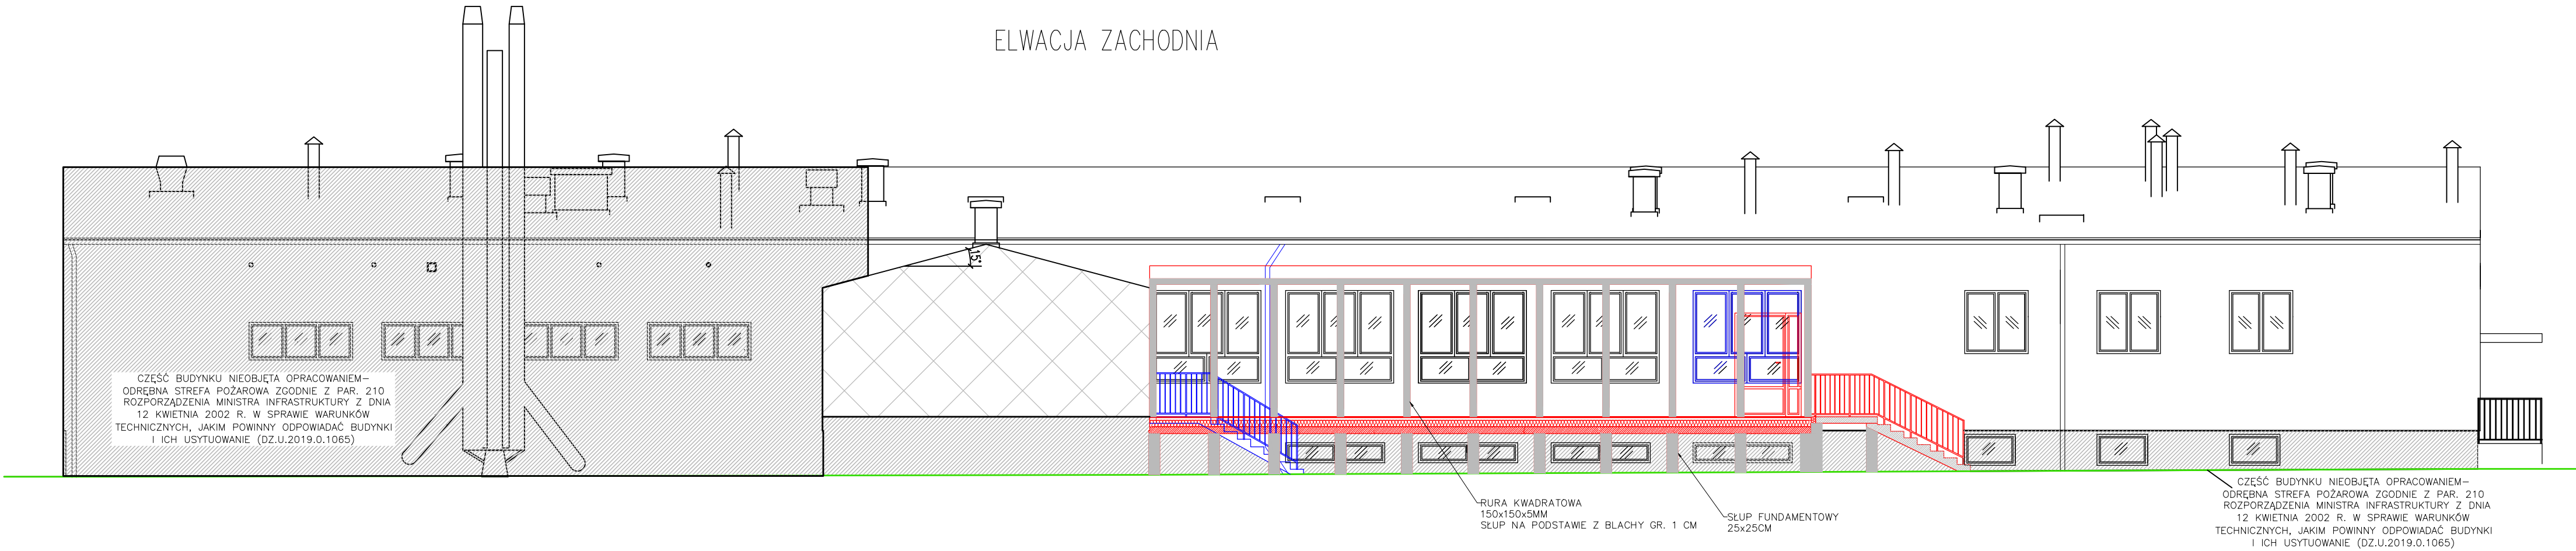 ELWACJA ZACHODNIA
15°
CZĘŚĆ BUDYNKU NIEOBJĘTA OPRACOWANIEM–
ODRĘBNA STREFA POŻAROWA ZGODNIE Z PAR. 210
ROZPORZĄDZENIA MINISTRA INFRASTRUKTURY Z DNIA
12 KWIETNIA 2002 R. W SPRAWIE WARUNKÓW
TECHNICZNYCH, JAKIM POWINNY ODPOWIADAĆ BUDYNKI
I ICH USYTUOWANIE (DZ.U.2019.0.1065)
RURA KWADRATOWA
150x150x5MM
SŁUP NA PODSTAWIE Z BLACHY GR. 1 CM
SŁUP FUNDAMENTOWY
25x25CM
CZĘŚĆ BUDYNKU NIEOBJĘTA OPRACOWANIEM–
ODRĘBNA STREFA POŻAROWA ZGODNIE Z PAR. 210
ROZPORZĄDZENIA MINISTRA INFRASTRUKTURY Z DNIA
12 KWIETNIA 2002 R. W SPRAWIE WARUNKÓW
TECHNICZNYCH, JAKIM POWINNY ODPOWIADAĆ BUDYNKI
I ICH USYTUOWANIE (DZ.U.2019.0.1065)